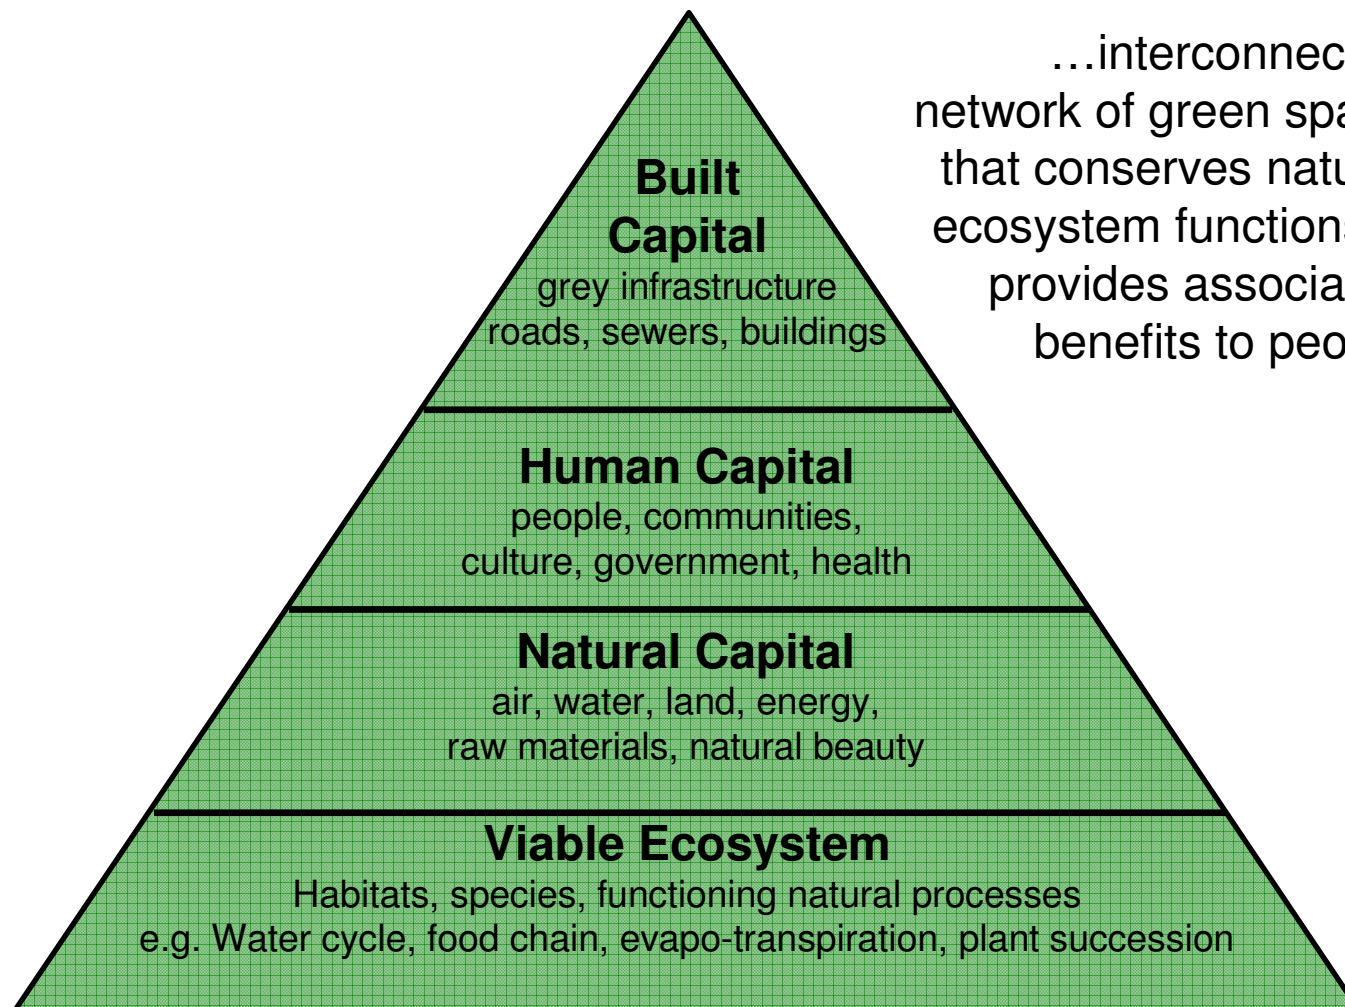 …interconnec
network of green spa
that conserves natu
ecosystem functions
provides associa
benefits to peo
Built
Capital
grey infrastructure
roads, sewers, buildings
Human Capital
people, communities,
culture, government, health
Natural Capital
air, water, land, energy,
raw materials, natural beauty
Viable Ecosystem
Habitats, species, functioning natural processes
e.g. Water cycle, food chain, evapo-transpiration, plant succession